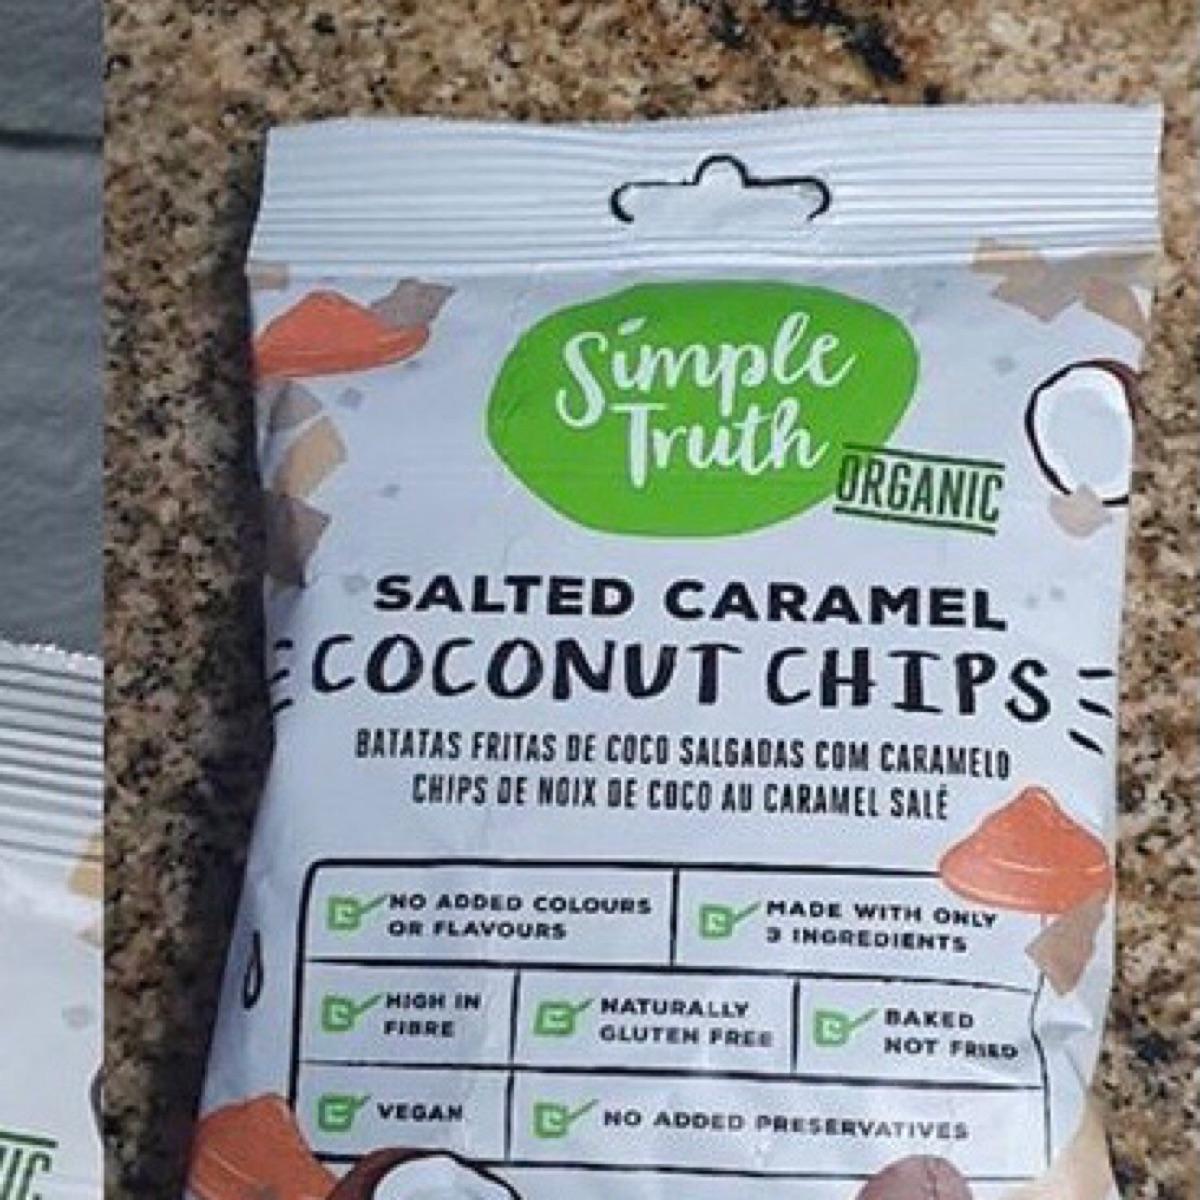 Simple
Truth
ORGANIC
SALTED CARAMEL
COCONUT CHIPS
BATATAS FRITAS DE COCO SALGADAS COM CARAMELO
CHIPS DE NOIX DE COCO AU CARAMEL SALÉ
NO ADDED COLOURS
OR FLAVOURS
MADE WITH ONLY
3 INGREDIENTS
HIGH IN
FIBRE
NATURALLY
GLUTEN FREE
BAKED
NOT FRIED
VEGAN
NO ADDED PRESERVATIVES